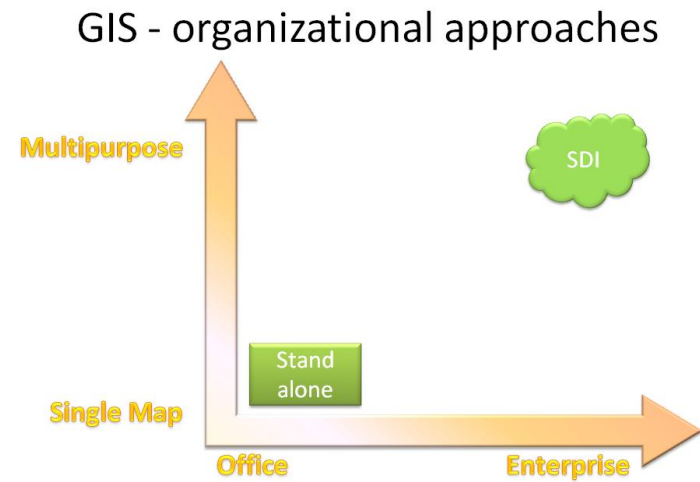 GIS - organizational approaches
Multipurpose
SDI
Stand
alone
Single Map
Office
Enterprise